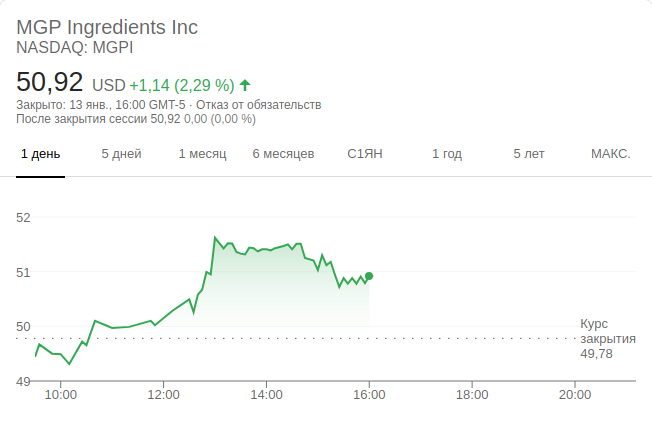 MGP Ingredients Inc
NASDAQ: MGPI
50,92 USD +1,14 (2,29 %)
Закрыто: 13 янв., 16:00 GMT-5 · Отказ от обязательств
После закрытия сессии 50,92 0,00 (0,00 %)
1 день 5 дней 1 месяц 6 месяцев С1ЯН 1 год 5 лет МАКС.
52
51
50
49
Курс
закрытия
49,78
10:00 12:00 14:00 16:00 18:00 20:00